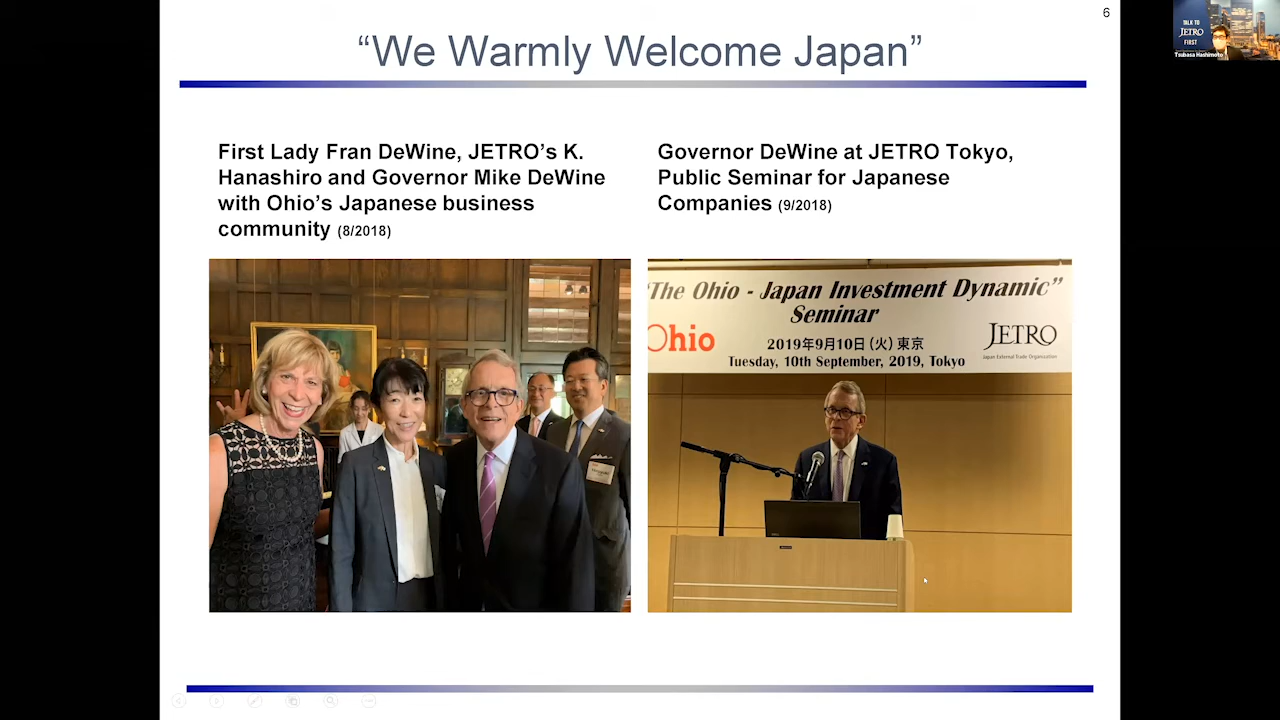 6
“We Warmly Welcome Japan”
First Lady Fran DeWine, JETRO’s K.
Hanashiro and Governor Mike DeWine
with Ohio’s Japanese business
community (8/2018)
Governor DeWine at JETRO Tokyo,
Public Seminar for Japanese
Companies (9/2018)
“The Ohio - Japan Investment Dynamic”
Seminar
Ohio
JETRO
Japan External Trade Organization
2019年9月10日(火)東京
Tuesday, 10th September, 2019, Tokyo
TALK TO
JETRO
FIRST
Tsubasa Hashimoto